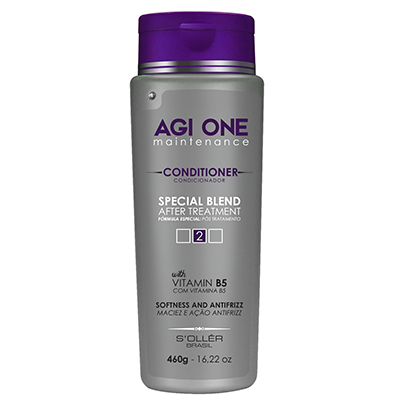 AGI ONE
maintenance
CONDITIONER
CONDICIONADOR
SPECIAL BLEND
AFTER TREATMENT
FÓRMULA ESPECIAL: PÓS TRATAMENTO
2
with
VITAMIN B5
COM VITAMINA B5
SOFTNESS AND ANTIFRIZZ
MACIEZ E AÇÃO ANTIFRIZZ
S'OLLÉR
BRASIL
460g - 16,22 oz